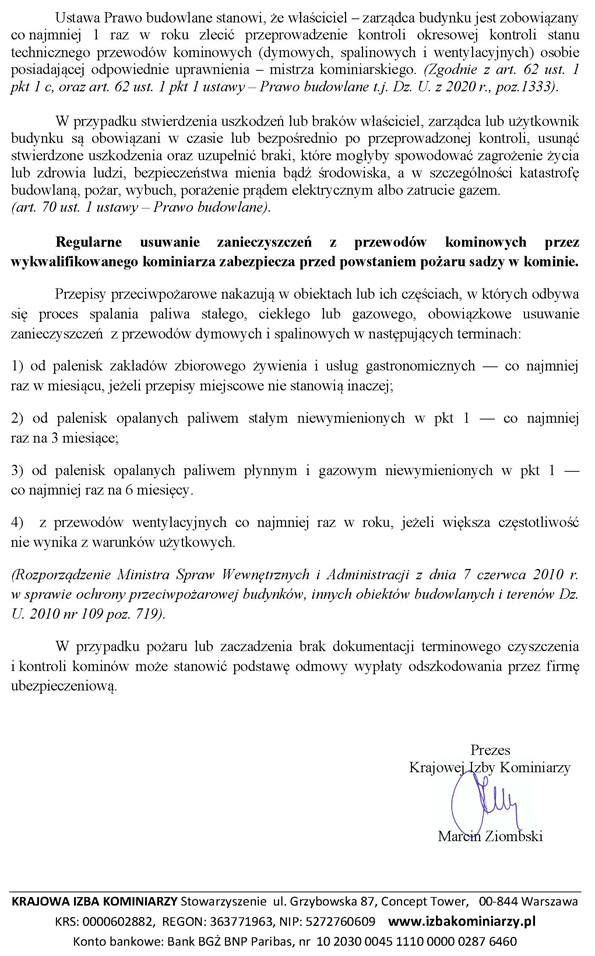 Ustawa Prawo budowlane stanowi, że właściciel – zarządca budynku jest zobowiązany
co najmniej 1 raz w roku zlecić przeprowadzenie kontroli okresowej kontroli stanu
technicznego przewodów kominowych (dymowych, spalinowych i wentylacyjnych) osobie
posiadającej odpowiednie uprawnienia – mistrza kominiarskiego. (Zgodnie z art. 62 ust. 1
pkt 1 c, oraz art. 62 ust. 1 pkt 1 ustawy – Prawo budowlane t.j. Dz. U. z 2020 r., poz.1333).
W przypadku stwierdzenia uszkodzeń lub braków właściciel, zarządca lub użytkownik
budynku są obowiązani w czasie lub bezpośrednio po przeprowadzonej kontroli, usunąć
stwierdzone uszkodzenia oraz uzupełnić braki, które mogłyby spowodować zagrożenie życia
lub zdrowia ludzi, bezpieczeństwa mienia bądź środowiska, a w szczególności katastrofę
budowlaną, pożar, wybuch, porażenie prądem elektrycznym albo zatrucie gazem.
(art. 70 ust. 1 ustawy – Prawo budowlane).
Regularne usuwanie zanieczyszczeń z przewodów kominowych przez
wykwalifikowanego kominiarza zabezpiecza przed powstaniem pożaru sadzy w kominie.
Przepisy przeciwpożarowe nakazują w obiektach lub ich częściach, w których odbywa
się proces spalania paliwa stałego, ciekłego lub gazowego, obowiązkowe usuwanie
zanieczyszczeń z przewodów dymowych i spalinowych w następujących terminach:
1) od palenisk zakładów zbiorowego żywienia i usług gastronomicznych — co najmniej
raz w miesiącu, jeżeli przepisy miejscowe nie stanowią inaczej;
2) od palenisk opalanych paliwem stałym niewymienionych w pkt 1 — co najmniej
raz na 3 miesiące;
3) od palenisk opalanych paliwem płynnym i gazowym niewymienionych w pkt 1 —
co najmniej raz na 6 miesięcy.
4) z przewodów wentylacyjnych co najmniej raz w roku, jeżeli większa częstotliwość
nie wynika z warunków użytkowych.
(Rozporządzenie Ministra Spraw Wewnętrznych i Administracji z dnia 7 czerwca 2010 r.
w sprawie ochrony przeciwpożarowej budynków, innych obiektów budowlanych i terenów Dz.
U. 2010 nr 109 poz. 719).
W przypadku pożaru lub zaczadzenia brak dokumentacji terminowego czyszczenia
i kontroli kominów może stanowić podstawę odmowy wypłaty odszkodowania przez firmę
ubezpieczeniową.
Prezes
Krajowej Izby Kominiarzy
Marcin Ziombski
KRAJOWA IZBA KOMINIARZY Stowarzyszenie ul. Grzybowska 87, Concept Tower, 00-844 Warszawa
KRS: 0000602882, REGON: 363771963, NIP: 5272760609 www.izbakominiarzy.pl
Konto bankowe: Bank BGŻ BNP Paribas, nr 10 2030 0045 1110 0000 0287 6460